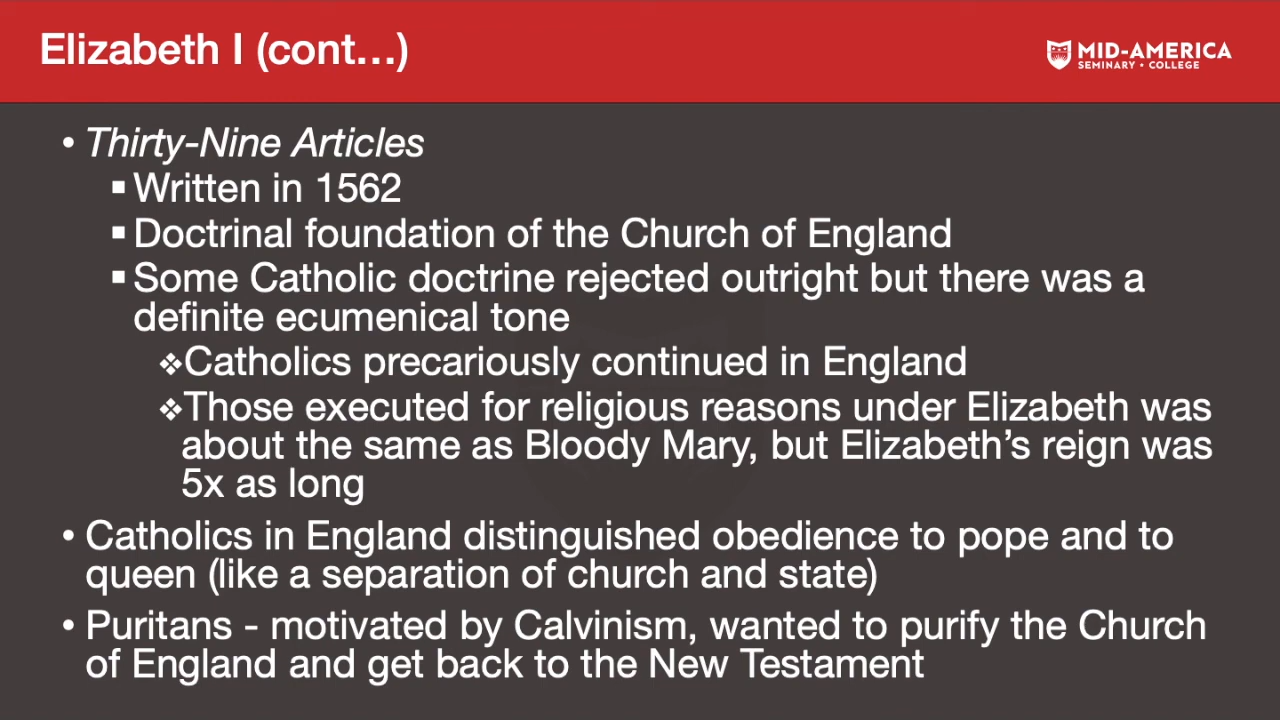 Elizabeth I (cont...)
MID-AMERICA
SEMINARY • COLLEGE
• Thirty-Nine Articles
▪ Written in 1562
▪ Doctrinal foundation of the Church of England
▪ Some Catholic doctrine rejected outright but there was a
definite ecumenical tone
❖Catholics precariously continued in England
❖Those executed for religious reasons under Elizabeth was
about the same as Bloody Mary, but Elizabeth’s reign was
5x as long
• Catholics in England distinguished obedience to pope and to
queen (like a separation of church and state)
• Puritans - motivated by Calvinism, wanted to purify the Church
of England and get back to the New Testament